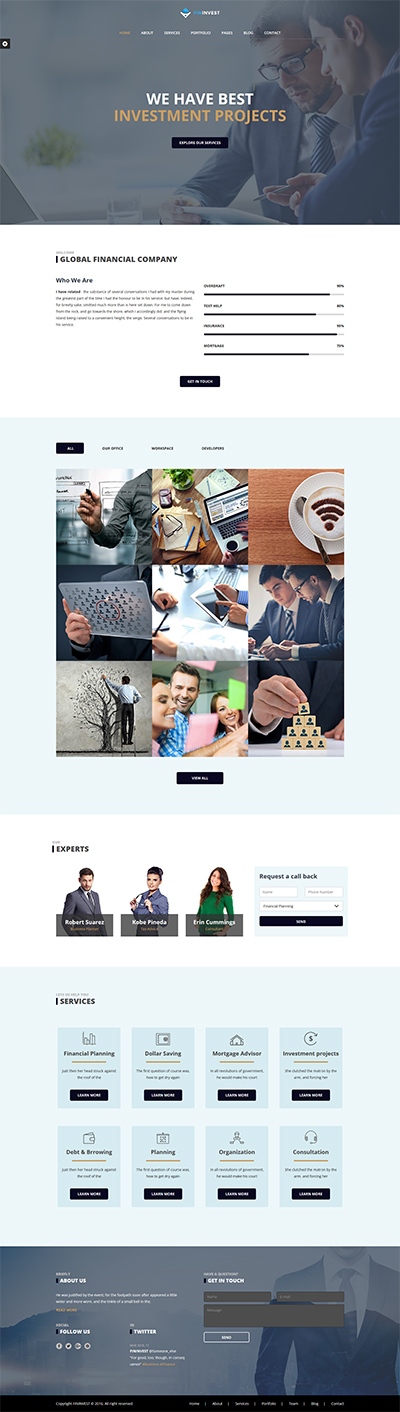 FININVEST
HOME ABOUT SERVICES PORTFOLIO PAGES BLOG CONTACT
WE HAVE BEST
INVESTMENT PROJECTS
EXPLORE OUR SERVICES
WELCOME
GLOBAL FINANCIAL COMPANY
Who We Are
I have related - the substance of several conversations I had with my master during
the greatest part of the time I had the honour to be in his service; but have, indeed,
for brevity sake, omitted much more than is here set down. For me to come down
from the roof, and go towards the shore, which I accordingly did; and the flying
island being raised to a convenient height, the verge. Several conversations to be in
his service.
OVERDRAFT 90%
TEXT HELP 80%
INSURANCE 95%
MORTGAGE 75%
GET IN TOUCH
ALL OUR OFFICE WORKSPACE DEVELOPERS
VIEW ALL
OUR
EXPERTS
Robert Suarez
Business Planner
Kobe Pineda
Erin Cummings
Consultant
Request a call back
Name Phone Number
Financial Planning
SEND
LETS US HELP YOU
SERVICES
Financial Planning
Just then her head struck against
the roof of the
LEARN MORE
Dollar Saving
The first question of course was,
how to get dry again
LEARN MORE
Mortgage Advisor
In all revolutions of government,
he would make his court
LEARN MORE
Investment projects
She clutched the matron by the
arm, and forcing her
LEARN MORE
Debt & Brrowing
Just then her head struck against
the roof of the
LEARN MORE
Planning
The first question of course was,
how to get dry again
LEARN MORE
Organization
In all revolutions of government,
he would make his court
LEARN MORE
Consultation
She clutched the matron by the
arm, and forcing her
LEARN MORE
BRIEFLY
ABOUT US
He was justified by the event; for the footpath soon after appeared a little
wider and more worn, and the tinkle of a small bell in the.
READ MORE
SOCIAL
FOLLOW US
IN
TWITTER
FININVEST @Someone_else
HAVE A QUESTION?
GET IN TOUCH
Name E-mail
Message
SEND
Copyright FININVEST © 2016. All right reserved
Home | About | Services | Portfolio | Team | Blog | Contact